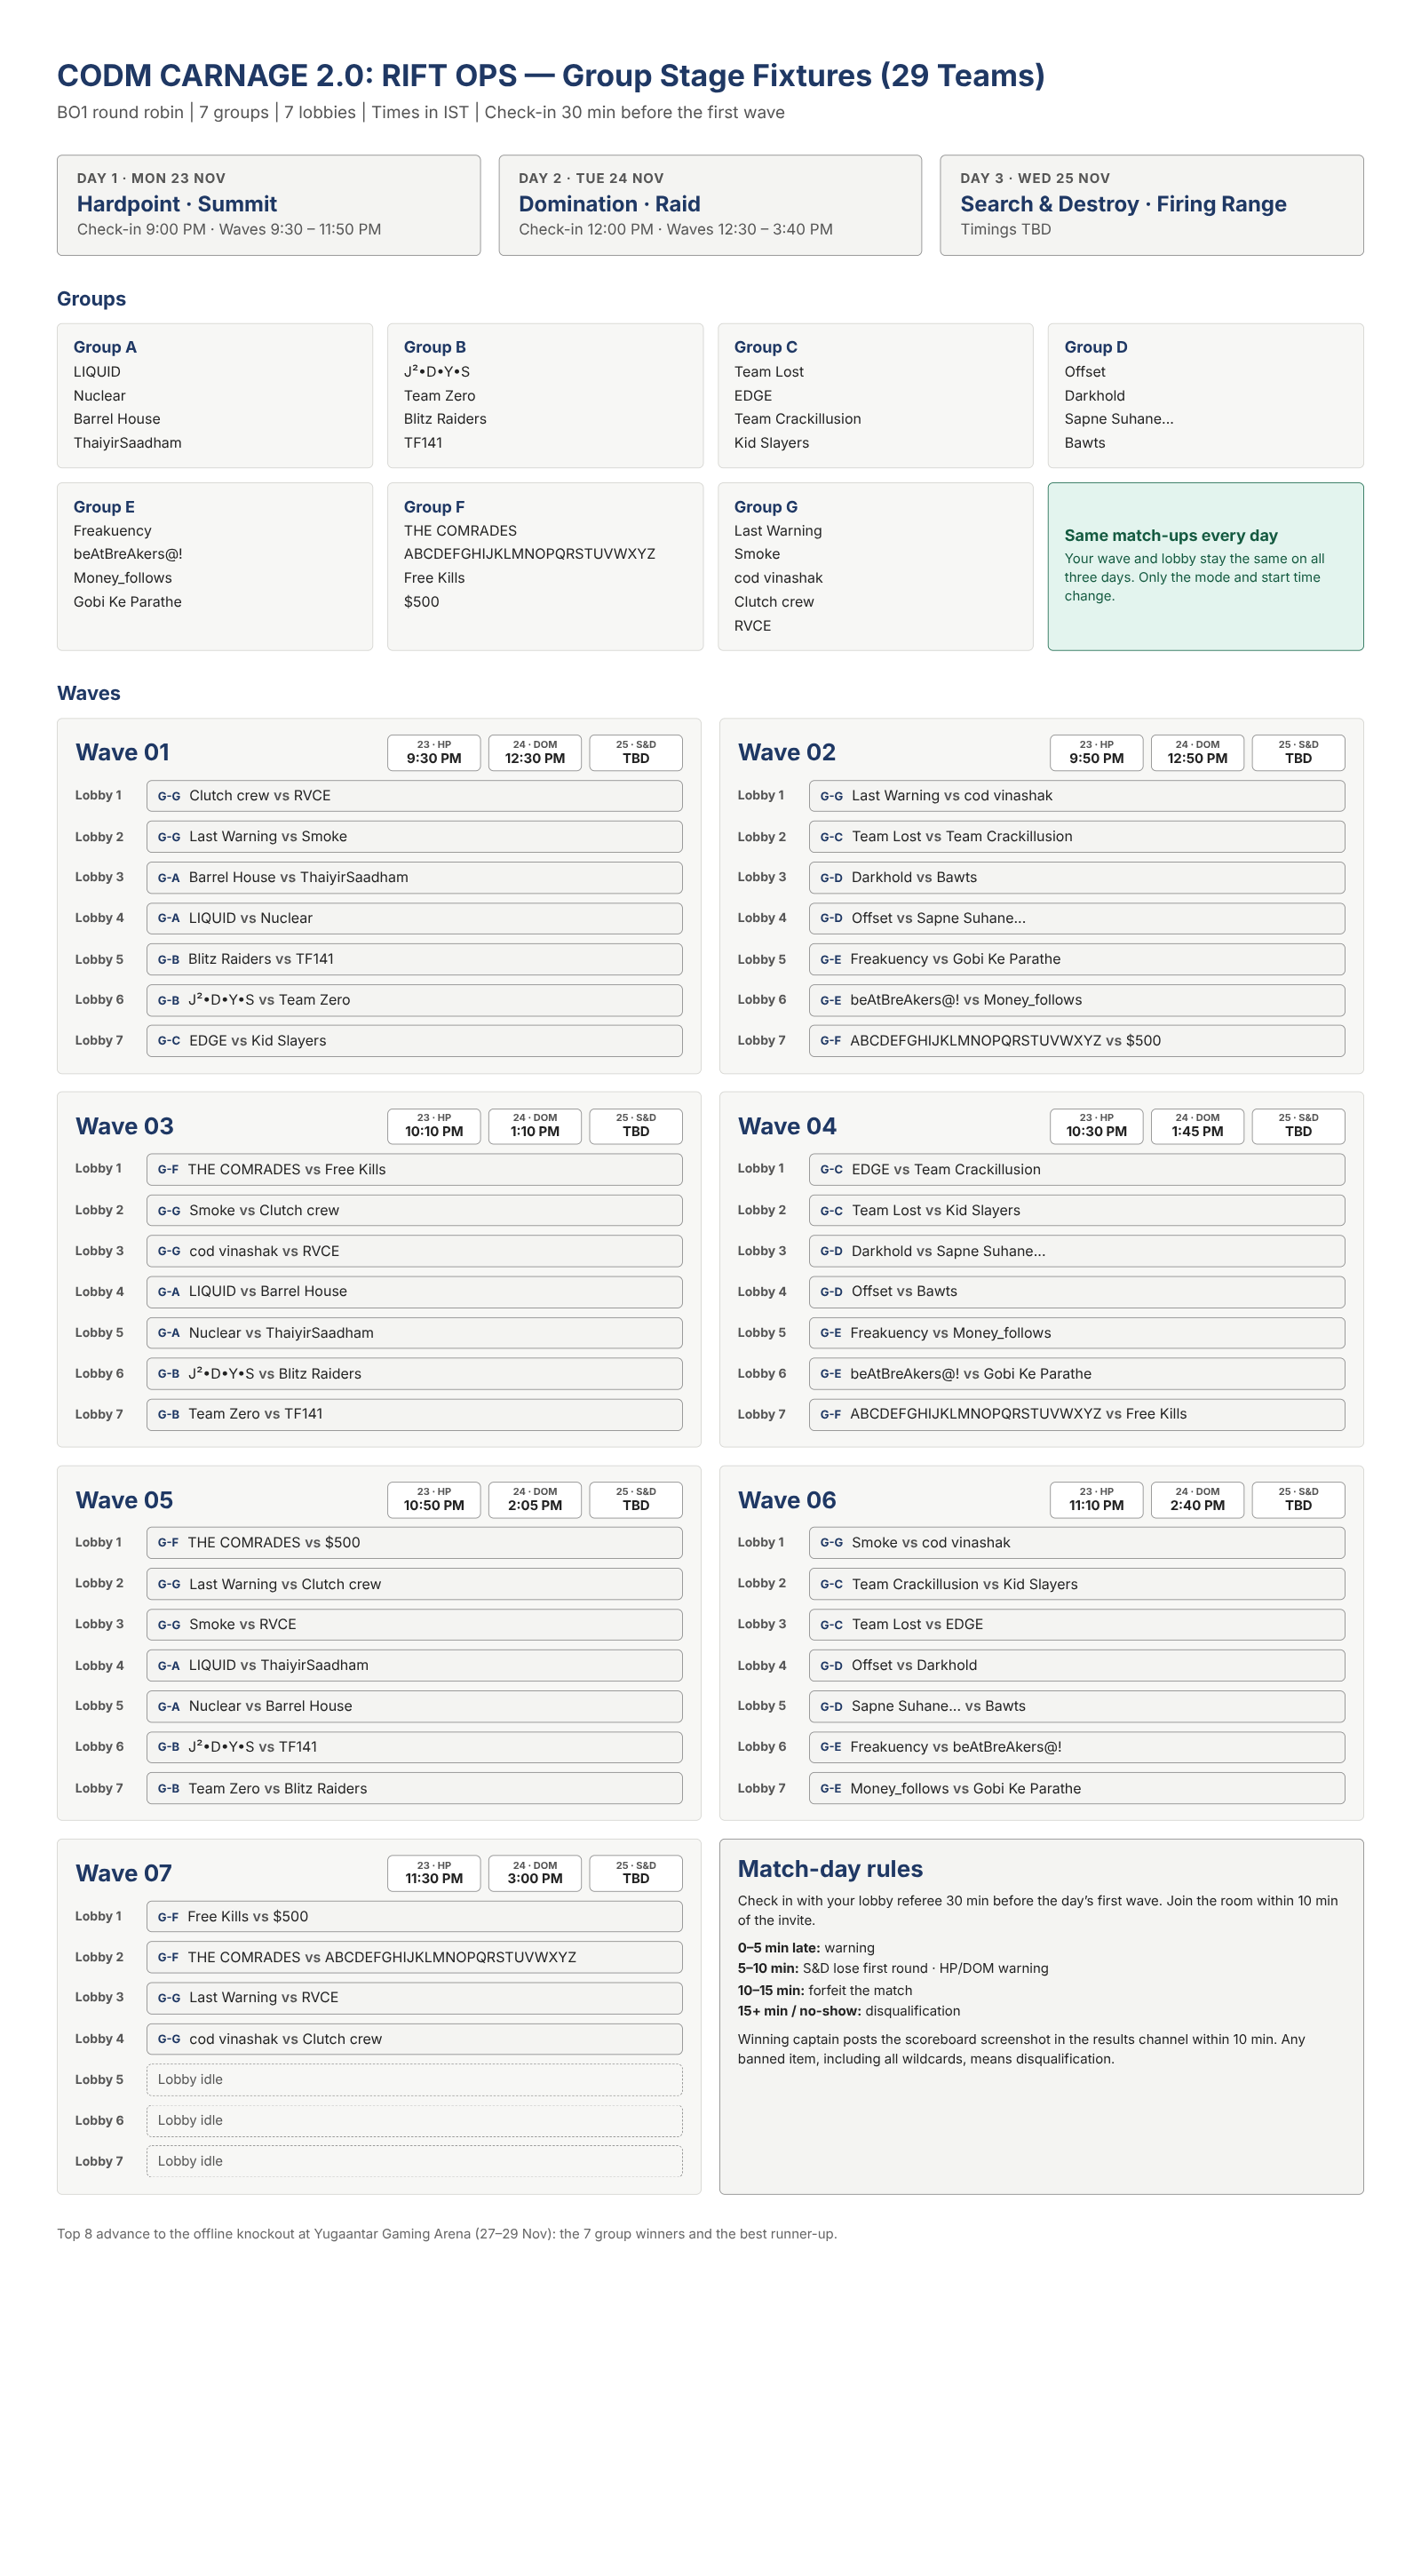 CODM CARNAGE 2.0: RIFT OPS — Group Stage Fixtures (29 Teams)
BO1 round robin | 7 groups | 7 lobbies | Times in IST | Check-in 30 min before the first wave
DAY 1 · MON 23 NOV
Hardpoint · Summit
Check-in 9:00 PM · Waves 9:30 – 11:50 PM
DAY 2 · TUE 24 NOV
Domination · Raid
Check-in 12:00 PM · Waves 12:30 – 3:40 PM
DAY 3 · WED 25 NOV
Search & Destroy · Firing Range
Timings TBD
Groups
Group A
LIQUID
Nuclear
Barrel House
ThaiyirSaadham
Group B
J²•D•Y•S
Team Zero
Blitz Raiders
TF141
Group C
Team Lost
EDGE
Team Crackillusion
Kid Slayers
Group D
Offset
Darkhold
Sapne Suhane...
Bawts
Group E
Freakuency
beAtBreAkers@!
Money_follows
Gobi Ke Parathe
Group F
THE COMRADES
ABCDEFGHIJKLMNOPQRSTUVWXYZ
Free Kills
$500
Group G
Last Warning
Smoke
cod vinashak
Clutch crew
RVCE
Same match-ups every day
Your wave and lobby stay the same on all
three days. Only the mode and start time
change.
Waves
Wave 01
23 · HP
9:30 PM
24 · DOM
12:30 PM
25 · S&D
TBD
Lobby 1 G-G Clutch crew vs RVCE
Lobby 2 G-G Last Warning vs Smoke
Lobby 3 G-A Barrel House vs ThaiyirSaadham
Lobby 4 G-A LIQUID vs Nuclear
Lobby 5 G-B Blitz Raiders vs TF141
Lobby 6 G-B J²•D•Y•S vs Team Zero
Lobby 7 G-C EDGE vs Kid Slayers
Wave 02
23 · HP
9:50 PM
24 · DOM
12:50 PM
25 · S&D
TBD
Lobby 1 G-G Last Warning vs cod vinashak
Lobby 2 G-C Team Lost vs Team Crackillusion
Lobby 3 G-D Darkhold vs Bawts
Lobby 4 G-D Offset vs Sapne Suhane...
Lobby 5 G-E Freakuency vs Gobi Ke Parathe
Lobby 6 G-E beAtBreAkers@! vs Money_follows
Lobby 7 G-F ABCDEFGHIJKLMNOPQRSTUVWXYZ vs $500
Wave 03
23 · HP
10:10 PM
24 · DOM
1:10 PM
25 · S&D
TBD
Lobby 1 G-F THE COMRADES vs Free Kills
Lobby 2 G-G Smoke vs Clutch crew
Lobby 3 G-G cod vinashak vs RVCE
Lobby 4 G-A LIQUID vs Barrel House
Lobby 5 G-A Nuclear vs ThaiyirSaadham
Lobby 6 G-B J²•D•Y•S vs Blitz Raiders
Lobby 7 G-B Team Zero vs TF141
Wave 04
23 · HP
10:30 PM
24 · DOM
1:45 PM
25 · S&D
TBD
Lobby 1 G-C EDGE vs Team Crackillusion
Lobby 2 G-C Team Lost vs Kid Slayers
Lobby 3 G-D Darkhold vs Sapne Suhane...
Lobby 4 G-D Offset vs Bawts
Lobby 5 G-E Freakuency vs Money_follows
Lobby 6 G-E beAtBreAkers@! vs Gobi Ke Parathe
Lobby 7 G-F ABCDEFGHIJKLMNOPQRSTUVWXYZ vs Free Kills
Wave 05
23 · HP
10:50 PM
24 · DOM
2:05 PM
25 · S&D
TBD
Lobby 1 G-F THE COMRADES vs $500
Lobby 2 G-G Last Warning vs Clutch crew
Lobby 3 G-G Smoke vs RVCE
Lobby 4 G-A LIQUID vs ThaiyirSaadham
Lobby 5 G-A Nuclear vs Barrel House
Lobby 6 G-B J²•D•Y•S vs TF141
Lobby 7 G-B Team Zero vs Blitz Raiders
Wave 06
23 · HP
11:10 PM
24 · DOM
2:40 PM
25 · S&D
TBD
Lobby 1 G-G Smoke vs cod vinashak
Lobby 2 G-C Team Crackillusion vs Kid Slayers
Lobby 3 G-C Team Lost vs EDGE
Lobby 4 G-D Offset vs Darkhold
Lobby 5 G-D Sapne Suhane... vs Bawts
Lobby 6 G-E Freakuency vs beAtBreAkers@!
Lobby 7 G-E Money_follows vs Gobi Ke Parathe
Wave 07
23 · HP
11:30 PM
24 · DOM
3:00 PM
25 · S&D
TBD
Lobby 1 G-F Free Kills vs $500
Lobby 2 G-F THE COMRADES vs ABCDEFGHIJKLMNOPQRSTUVWXYZ
Lobby 3 G-G Last Warning vs RVCE
Lobby 4 G-G cod vinashak vs Clutch crew
Lobby 5 Lobby idle
Lobby 6 Lobby idle
Lobby 7 Lobby idle
Match-day rules
Check in with your lobby referee 30 min before the day’s first wave. Join the room within 10 min
of the invite.
0–5 min late: warning
5–10 min: S&D lose first round · HP/DOM warning
10–15 min: forfeit the match
15+ min / no-show: disqualification
Winning captain posts the scoreboard screenshot in the results channel within 10 min. Any
banned item, including all wildcards, means disqualification.
Top 8 advance to the offline knockout at Yugaantar Gaming Arena (27–29 Nov): the 7 group winners and the best runner-up.